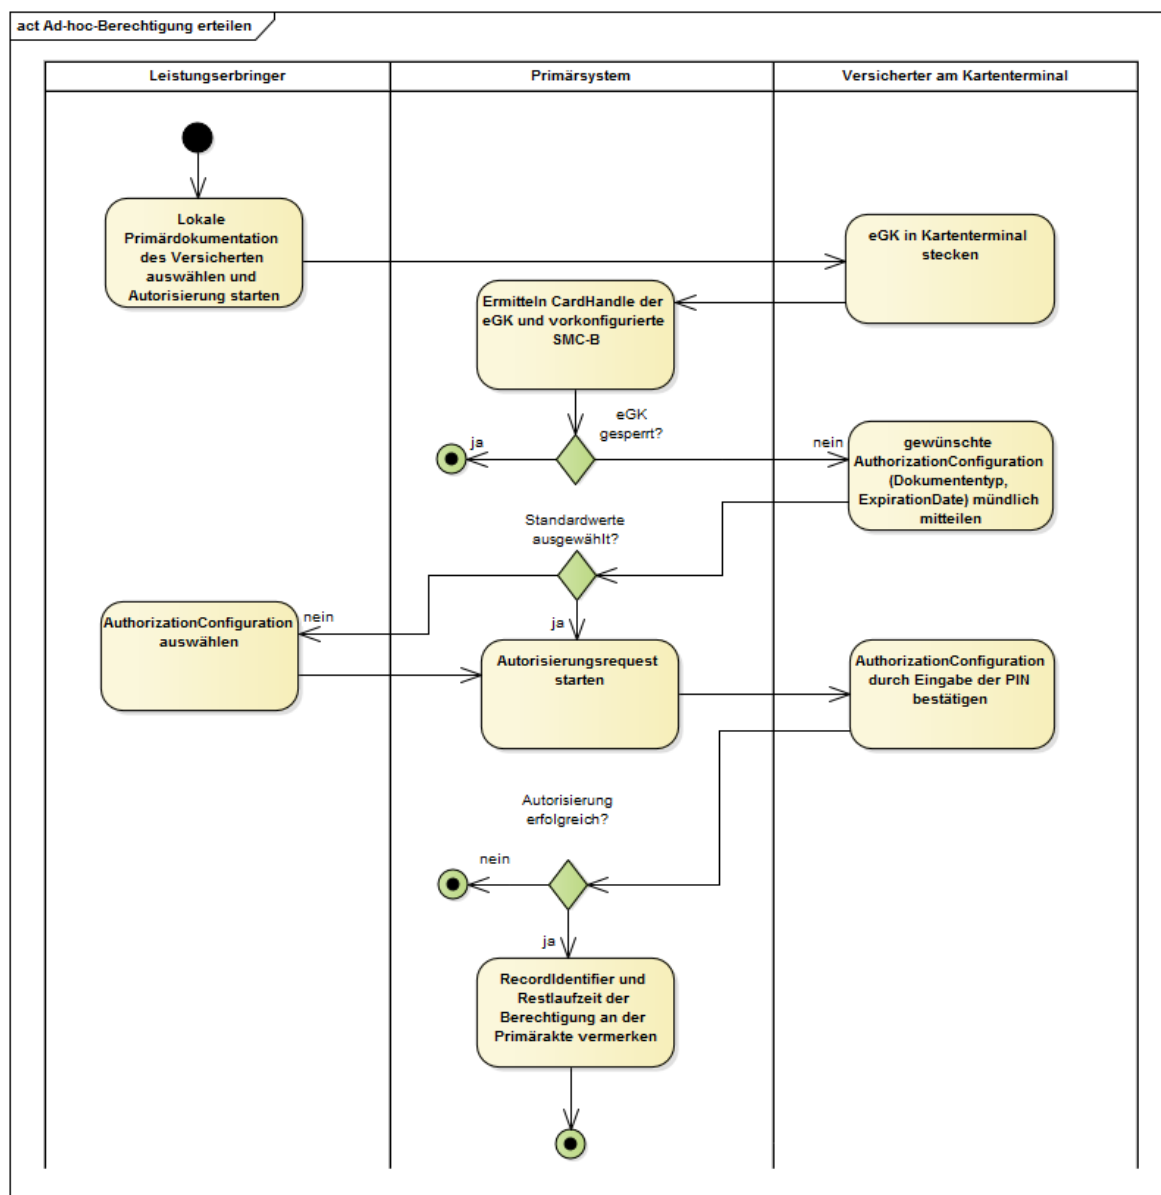 act Ad-hoc-Berechtigung erteilen
Leistungserbringer
Primärsystem
Versicherter am Kartenterminal
Lokale
Primärdokumentation
des Versicherten
auswählen und
Autorisierung starten
eGK in Kartenterminal
stecken
Ermitteln CardHandle der
eGK und vorkonfigurierte
SMC-B
eGK
gesperrt?
ja
nein
gewünschte
AuthorizationConfiguration
(Dokumententyp,
ExpirationDate) mündlich
mitteilen
Standardwerte
ausgewählt?
nein
ja
AuthorizationConfiguration
auswählen
Autorisierungsrequest
starten
AuthorizationConfiguration
durch Eingabe der PIN
bestätigen
Autorisierung
erfolgreich?
nein
ja
RecordIdentifier und
Restlaufzeit der
Berechtigung an der
Primärakte vermerken